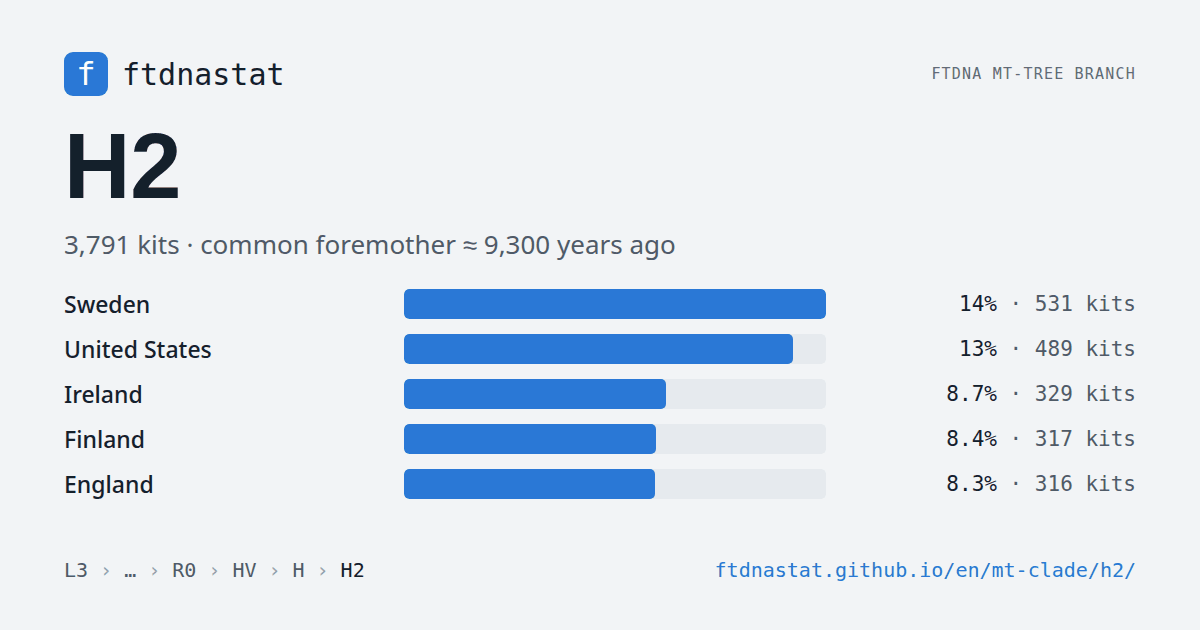 f ftdnastat
FTDNA MT-TREE BRANCH
H2
3,791 kits · common foremother ≈ 9,300 years ago
Sweden 14% · 531 kits
United States 13% · 489 kits
Ireland 8.7% · 329 kits
Finland 8.4% · 317 kits
England 8.3% · 316 kits
L3 › … › R0 › HV › H › H2
ftdnastat.github.io/en/mt-clade/h2/